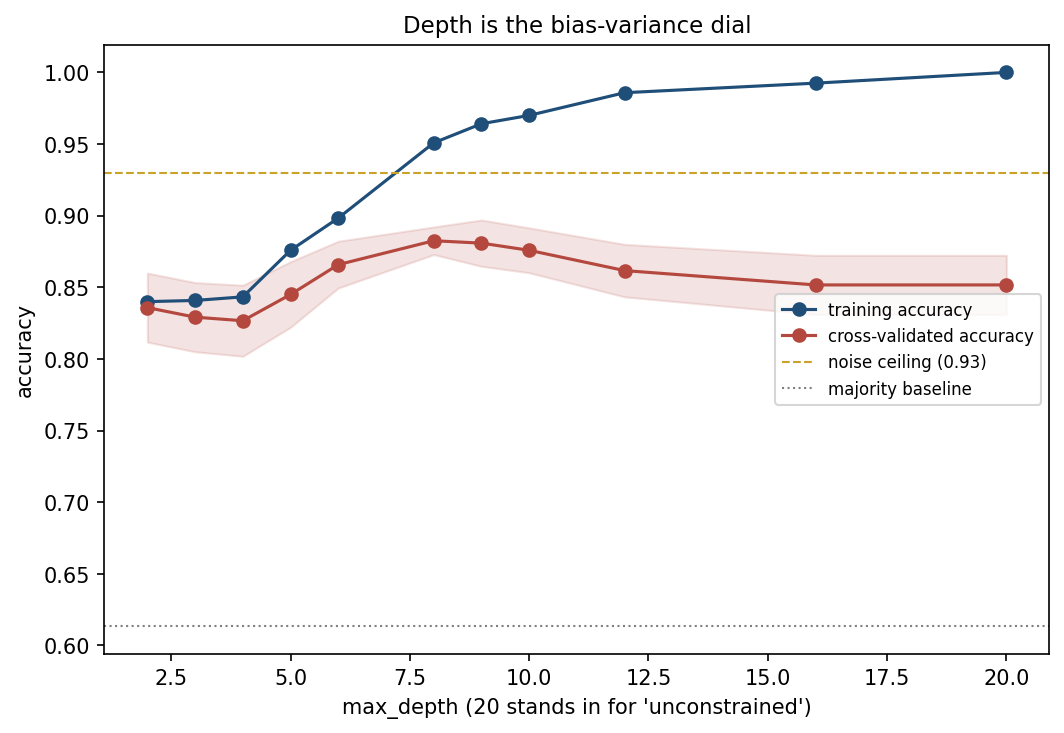 Depth is the bias-variance dial
accuracy
1.00
0.95
0.90
0.85
0.80
0.75
0.70
0.65
0.60
training accuracy
cross-validated accuracy
noise ceiling (0.93)
majority baseline
2.5 5.0 7.5 10.0 12.5 15.0 17.5 20.0
max_depth (20 stands in for 'unconstrained')